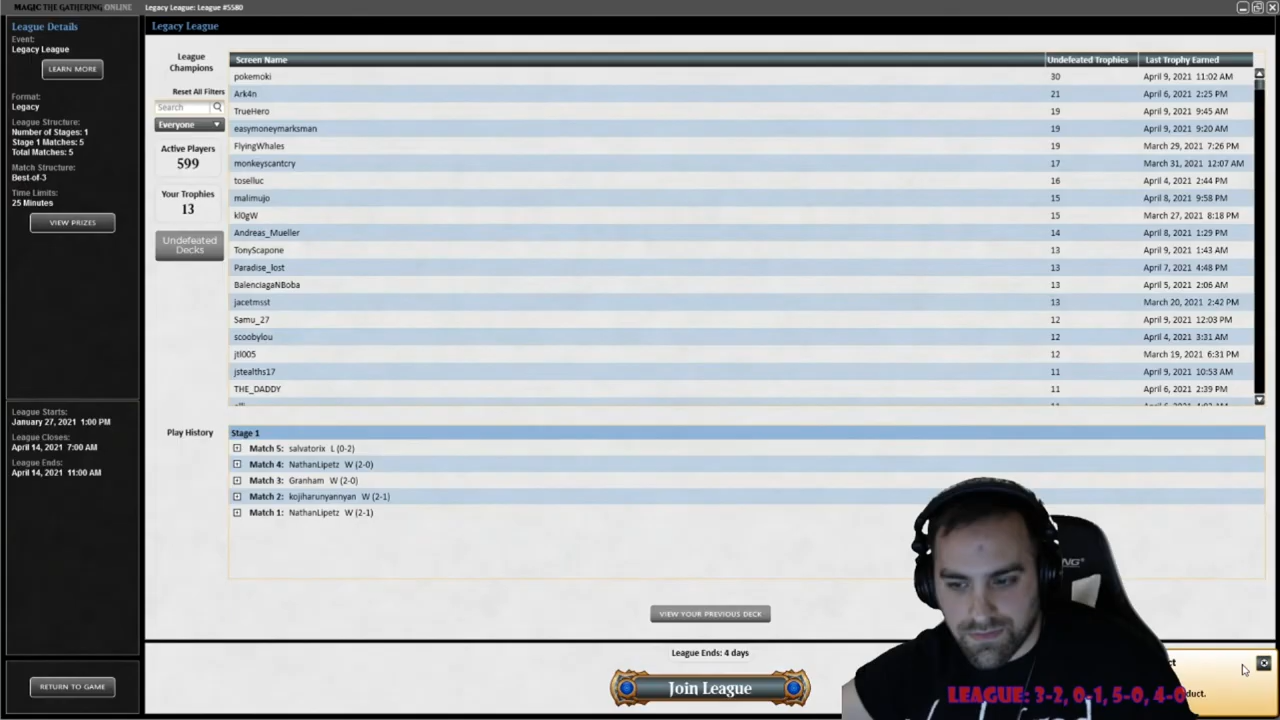 MAGIC THE GATHERING ONLINE
Legacy League: League #5580
League Details
Event:
Legacy League
LEARN MORE
Format:
Legacy
League Structure:
Number of Stages: 1
Stage 1 Matches: 5
Total Matches: 5
Match Structure:
Best-of-3
Time Limits:
25 Minutes
VIEW PRIZES
League Starts:
January 27, 2021 1:00 PM
League Closes:
April 14, 2021 7:00 AM
League Ends:
April 14, 2021 11:00 AM
RETURN TO GAME
Legacy League
League
Champions
Reset All Filters
Search
Everyone
Active Players
599
Your Trophies
13
Undefeated
Decks
Screen Name Undefeated Trophies Last Trophy Earned
pokemoki 30 April 9, 2021 11:02 AM
Ark4n 21 April 6, 2021 2:25 PM
TrueHero 19 April 9, 2021 9:45 AM
easymoneymarksman 19 April 9, 2021 9:20 AM
FlyingWhales 19 March 29, 2021 7:26 PM
monkeyscantcry 17 March 31, 2021 12:07 AM
toselluc 16 April 4, 2021 2:44 PM
malimujo 15 April 8, 2021 9:58 PM
kl0gW 15 March 27, 2021 8:18 PM
Andreas_Mueller 14 April 8, 2021 1:29 PM
TonyScapone 13 April 9, 2021 1:43 AM
Paradise_lost 13 April 7, 2021 4:48 PM
BalenciagaNBoba 13 April 5, 2021 2:06 AM
jacetmsst 13 March 20, 2021 2:42 PM
Samu_27 12 April 9, 2021 12:03 PM
scoobylou 12 April 4, 2021 3:31 AM
jtl005 12 March 19, 2021 6:31 PM
jstealths17 11 April 9, 2021 10:53 AM
THE_DADDY 11 April 6, 2021 2:39 PM
Play History
Stage 1
Match 5: salvatorix L (0-2)
Match 4: NathanLipetz W (2-0)
Match 3: Granham W (2-0)
Match 2: kojiharunyannyan W (2-1)
Match 1: NathanLipetz W (2-1)
VIEW YOUR PREVIOUS DECK
League Ends: 4 days
Join League
LEAGUE: 3-2, 0-1, 5-0, 4-0